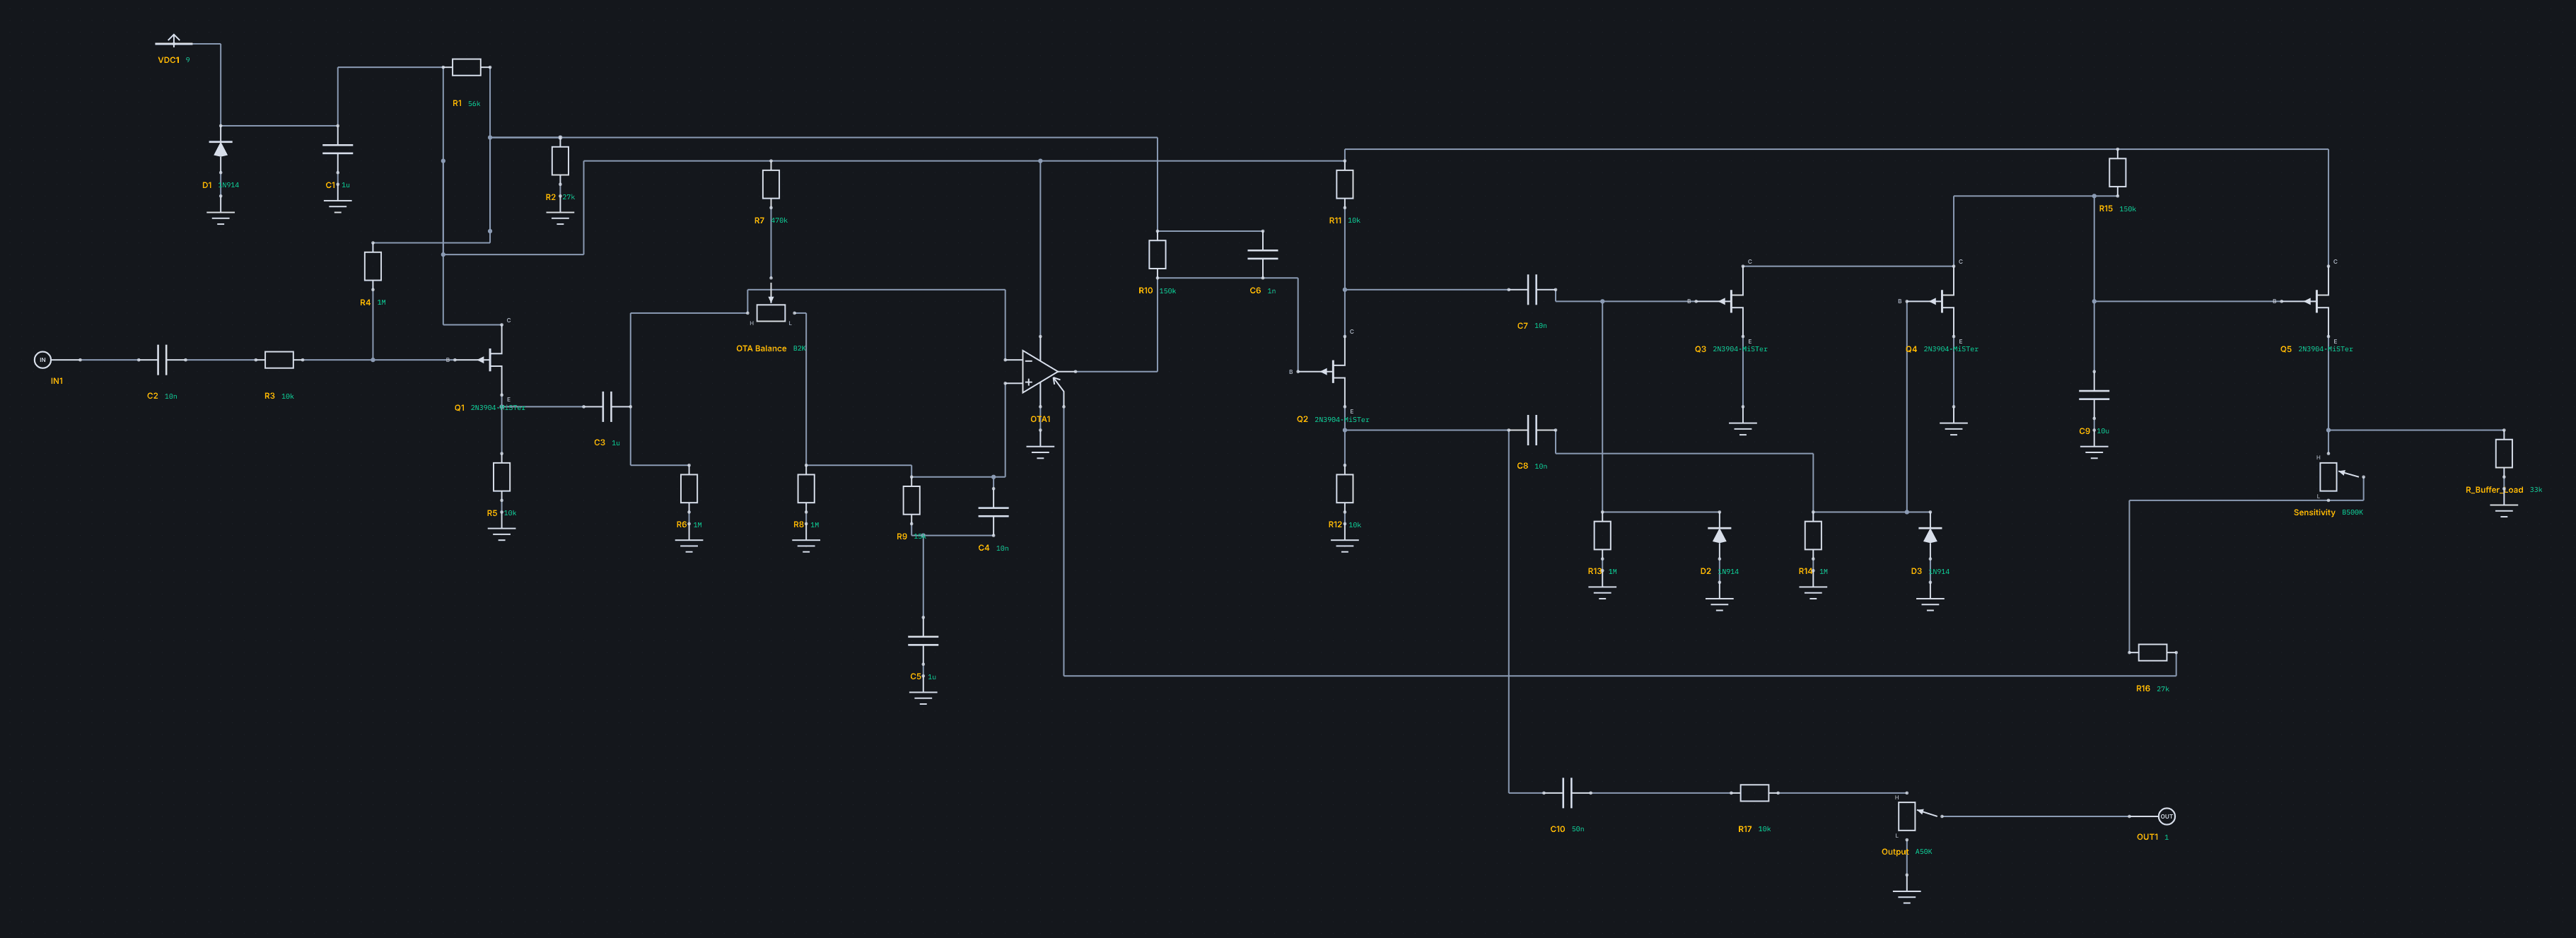 VDC1 9
R1 56k
D1 1N914
C1 1u
R2 27k
R7 470k
R11 10k
R15 150k
R4 1M
R10 150k
C6 1n
C
C
C
C7 10n
B
B
B
H
L
OTA Balance B2K
C
C
E
E
E
Q3 2N3904-MiSTer
Q4 2N3904-MiSTer
Q5 2N3904-MiSTer
IN
B
IN1
B
C2 10n
R3 10k
E
Q1 2N3904-MiSTer
E
OTA1
Q2 2N3904-MiSTer
C9 10u
C3 1u
H
C8 10n
R_Buffer_Load 33k
L
R5 10k
Sensitivity B500K
R6 1M
R8 1M
R12 10k
R9
C4 10n
R13 1M
D2 1N914
R14 1M
D3 1N914
C5 1u
R16 27k
H
OUT
C10 50n
R17 10k
L
OUT1 1
Output A50K